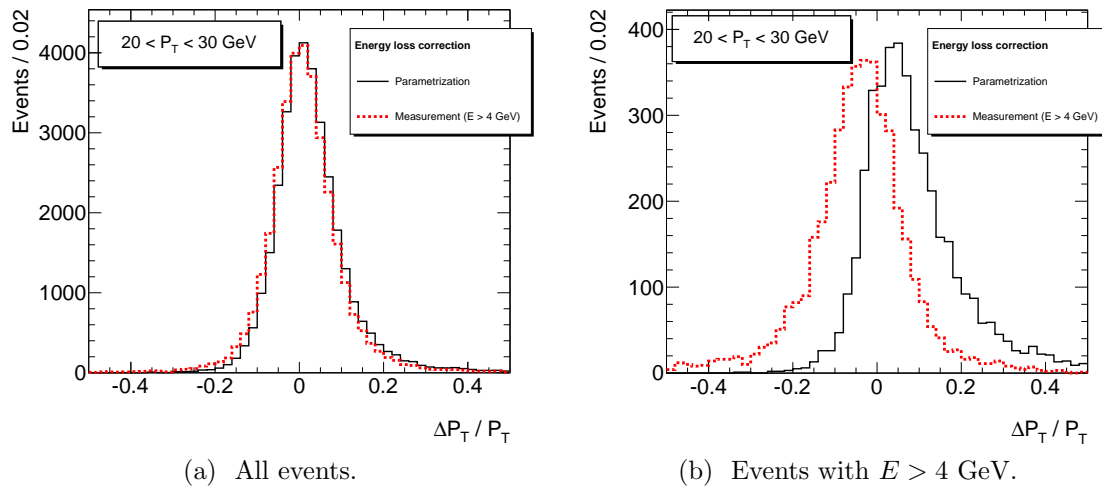 Events / 0.02
4000
3000
2000
1000
0
20 < P_T < 30 GeV
Energy loss correction
Parametrization
Measurement (E > 4 GeV)
-0.4 -0.2 0 0.2 0.4
ΔP_T / P_T
(a) All events.
Events / 0.02
400
300
200
100
0
20 < P_T < 30 GeV
Energy loss correction
Parametrization
Measurement (E > 4 GeV)
-0.4 -0.2 0 0.2 0.4
ΔP_T / P_T
(b) Events with E > 4 GeV.